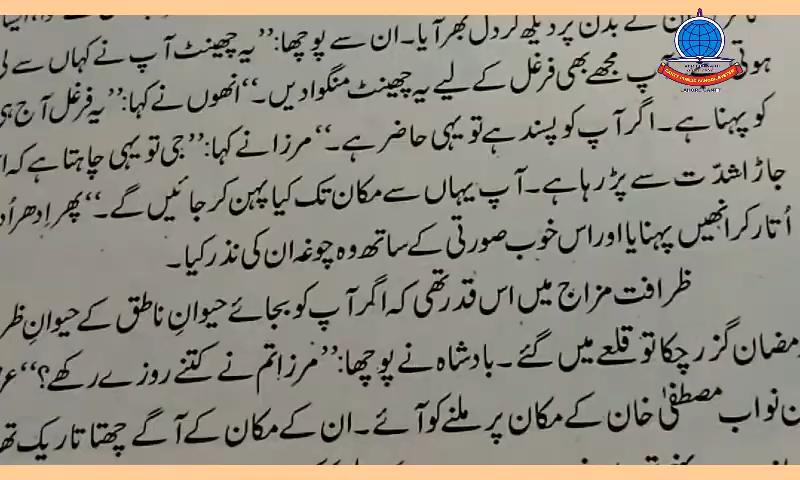 کے بدن پر دیکھ کر دل بھر آیا۔ ان سے پوچھا: ”یہ چھینٹ آپ نے کہاں سے لی
آپ مجھے بھی فرغل کے لیے یہ چھینٹ منگوا دیں۔“ انھوں نے کہا: ”یہ فرغل آج ہی
کو پہنا ہے۔ اگر آپ کو پسند ہے تو یہی حاضر ہے۔“ مرزا نے کہا: ”جی تو یہی چاہتا ہے کہ
جاڑا شدّت سے پڑ رہا ہے۔ آپ یہاں سے مکان تک کیا پہن کر جائیں گے۔“ پھر اِدھر
اُتار کر انھیں پہنایا اور اس خوب صورتی کے ساتھ وہ چوغہ ان کی نذر کیا۔
ظرافت مزاج میں اس قدر تھی کہ اگر آپ کو بجائے حیوانِ ناطق کے حیوانِ
رمضان گزر چکا تو قلعے میں گئے۔ بادشاہ نے پوچھا: ”مرزا تم نے کتنے روزے رکھے؟“
نواب مصطفیٰ خان کے مکان پر ملنے کو آئے۔ ان کے مکان کے آگے چھتا تاریک
LAHORE CANTT